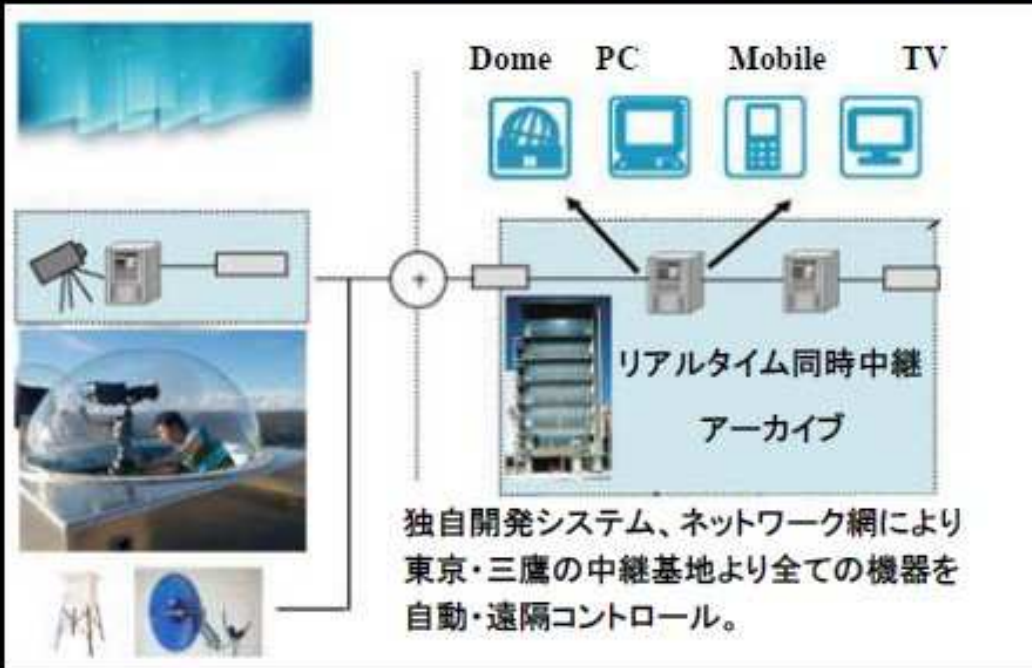 Dome PC Mobile TV
リアルタイム同時中継
アーカイブ
独自開発システム、ネットワーク網により
東京・三鷹の中継基地より全ての機器を
自動・遠隔コントロール。